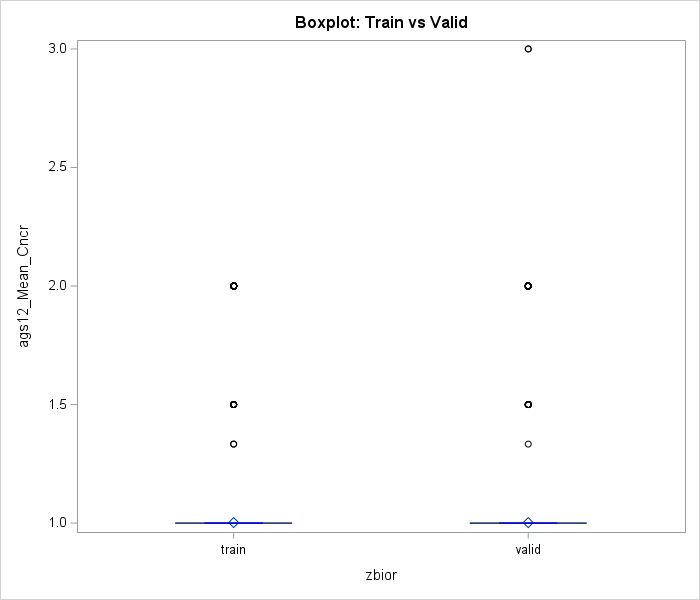 Boxplot: Train vs Valid
3.0
2.5
2.0
1.5
1.0
ags12_Mean_Cncr
train
valid
zbior